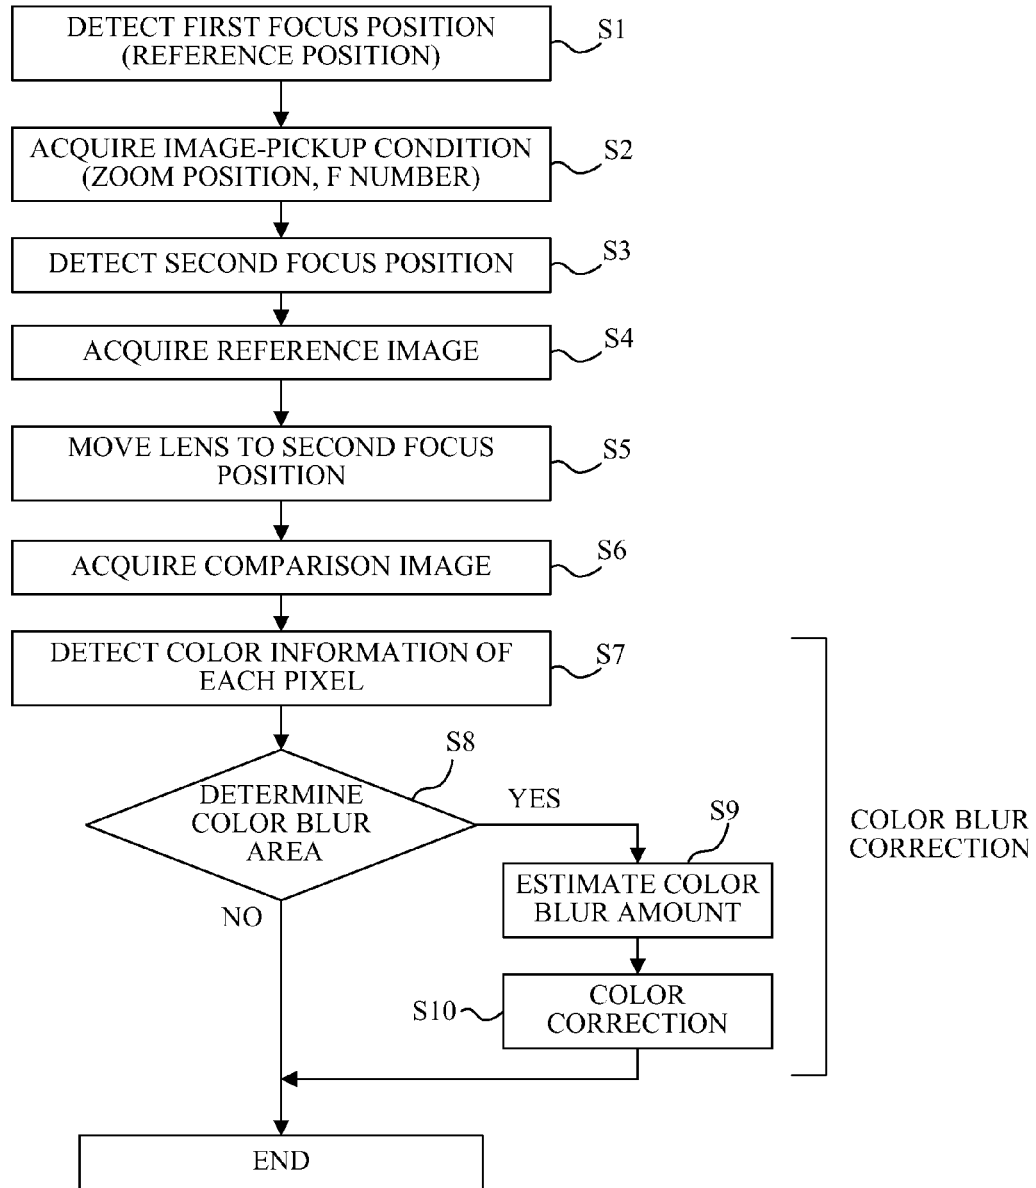 DETECT FIRST FOCUS POSITION
(REFERENCE POSITION)
S1
ACQUIRE IMAGE-PICKUP CONDITION
(ZOOM POSITION, F NUMBER)
S2
DETECT SECOND FOCUS POSITION
S3
ACQUIRE REFERENCE IMAGE
S4
MOVE LENS TO SECOND FOCUS
POSITION
S5
ACQUIRE COMPARISON IMAGE
S6
DETECT COLOR INFORMATION OF
EACH PIXEL
S7
DETERMINE
COLOR BLUR
AREA
S8
YES
NO
ESTIMATE COLOR
BLUR AMOUNT
S9
COLOR
CORRECTION
S10
COLOR BLUR
CORRECTION
END